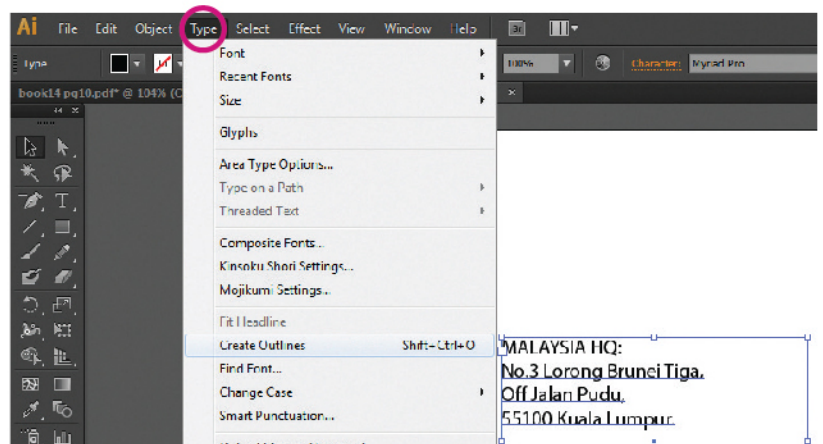 Ai File Edit Object Type Select Effect View Window Help Br
Type 100% Character: Myriad Pro
book14 pg10.pdf* @ 104% (C
Font
Recent Fonts
Size
Glyphs
Area Type Options...
Type on a Path
Threaded Text
Composite Fonts...
Kinsoku Shori Settings...
Mojikumi Settings...
Fit Headline
Create Outlines Shift+Ctrl+O
Find Font...
Change Case
Smart Punctuation...
MALAYSIA HQ:
No.3 Lorong Brunei Tiga,
Off Jalan Pudu,
55100 Kuala Lumpur.